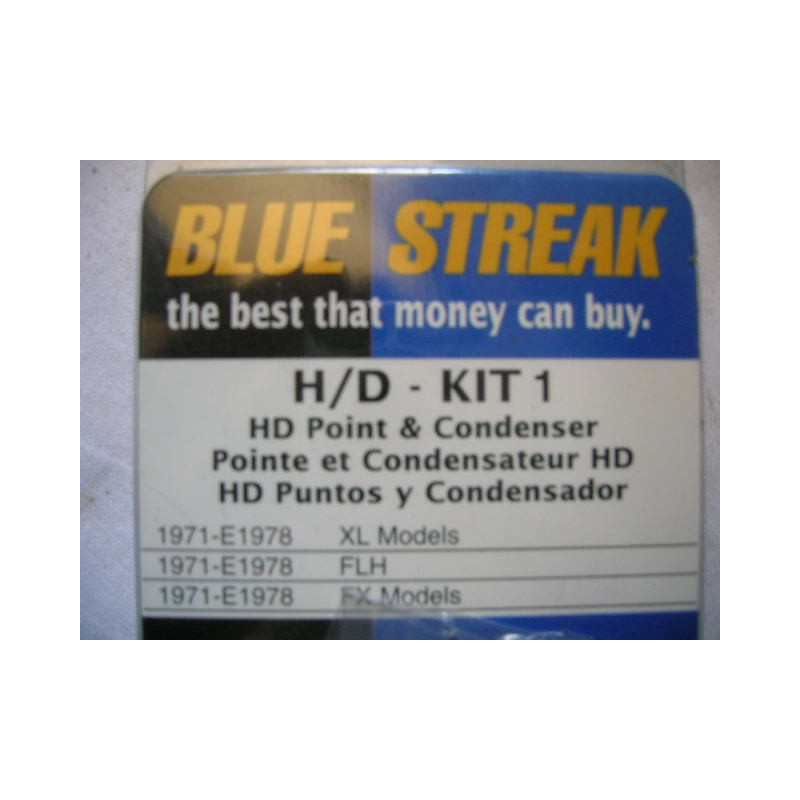 BLUE STREAK
the best that money can buy.
H/D - KIT 1
HD Point & Condenser
Pointe et Condensateur HD
HD Puntos y Condensador
1971-E1978 XL Models
1971-E1978 FLH
1971-E1978 FX Models